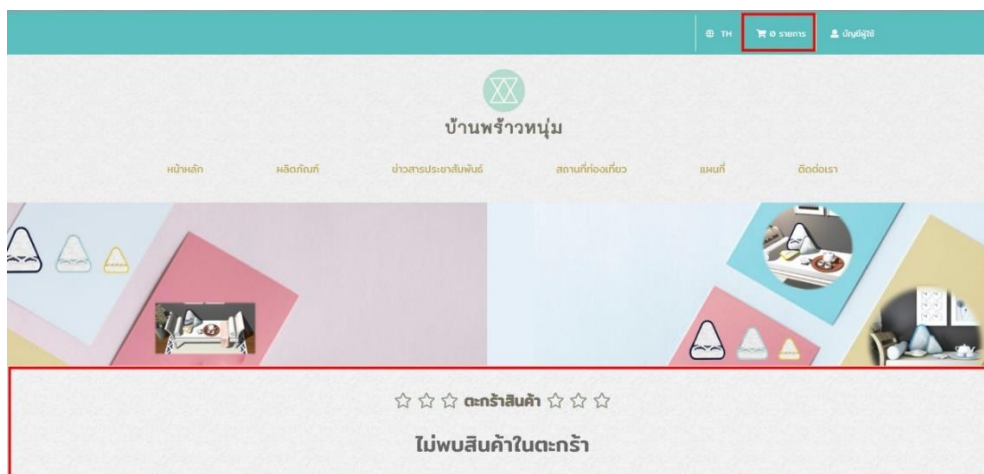 TH 0 รายการ บัญชีผู้ใช้
บ้านพร้าวหนุ่ม
หน้าหลัก ผลิตภัณฑ์ ข่าวสารประชาสัมพันธ์ สถานที่ท่องเที่ยว แผนที่ ติดต่อเรา
ตะกร้าสินค้า
ไม่พบสินค้าในตะกร้า